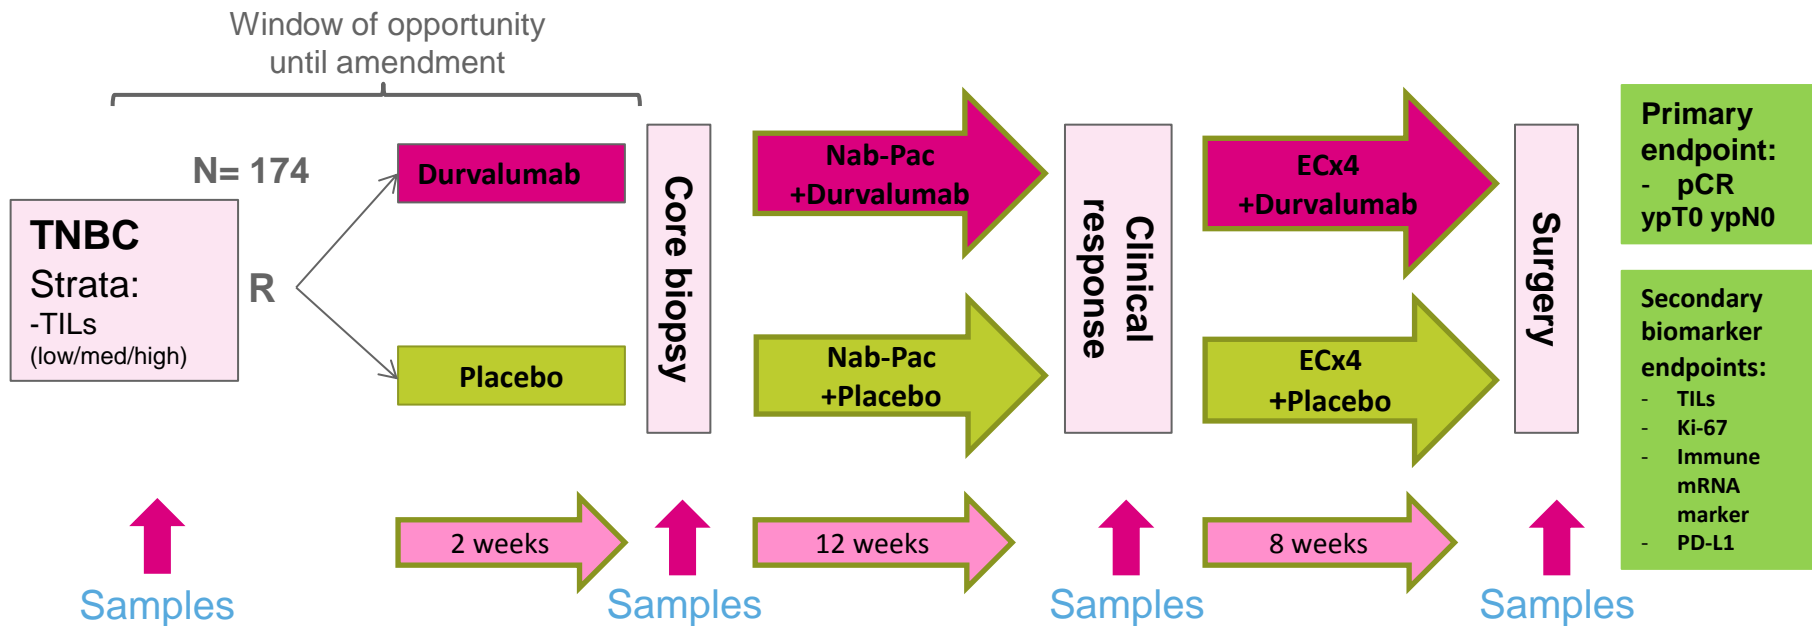 Window of opportunity
until amendment
N= 174
TNBC
Strata:
-TILs
(low/med/high)
R
Durvalumab
Placebo
Core biopsy
Nab-Pac
+Durvalumab
Nab-Pac
+Placebo
Clinical
response
ECx4
+Durvalumab
ECx4
+Placebo
Surgery
Primary
endpoint:
- pCR
ypT0 ypN0
Secondary
biomarker
endpoints:
- TILs
- Ki-67
- Immune
mRNA
marker
- PD-L1
2 weeks
12 weeks
8 weeks
Samples
Samples
Samples
Samples